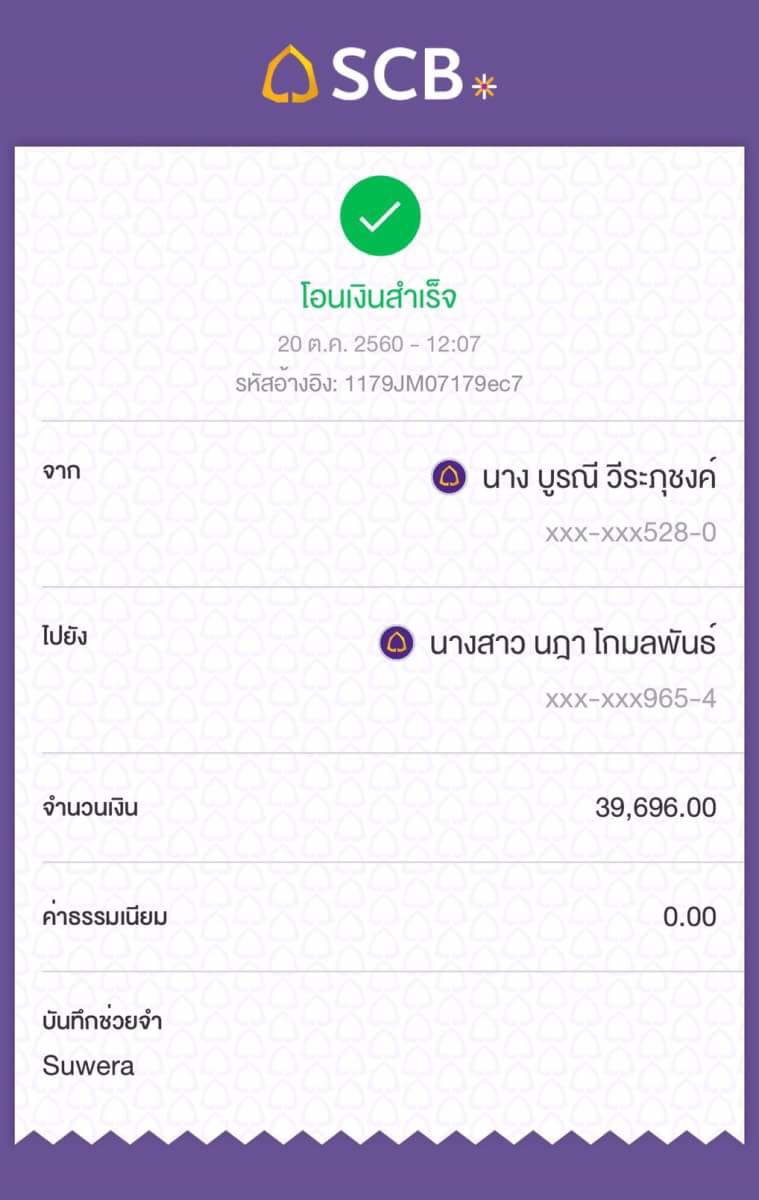 SCB
โอนเงินสำเร็จ
20 ต.ค. 2560 - 12:07
รหัสอ้างอิง: 1179JM07179ec7
จาก
นาง บูรณี วีระภุชงค์
xxx-xxx528-0
ไปยัง
นางสาว นฎา โกมลพันธ์
xxx-xxx965-4
จำนวนเงิน
39,696.00
ค่าธรรมเนียม
0.00
บันทึกช่วยจำ
Suwera